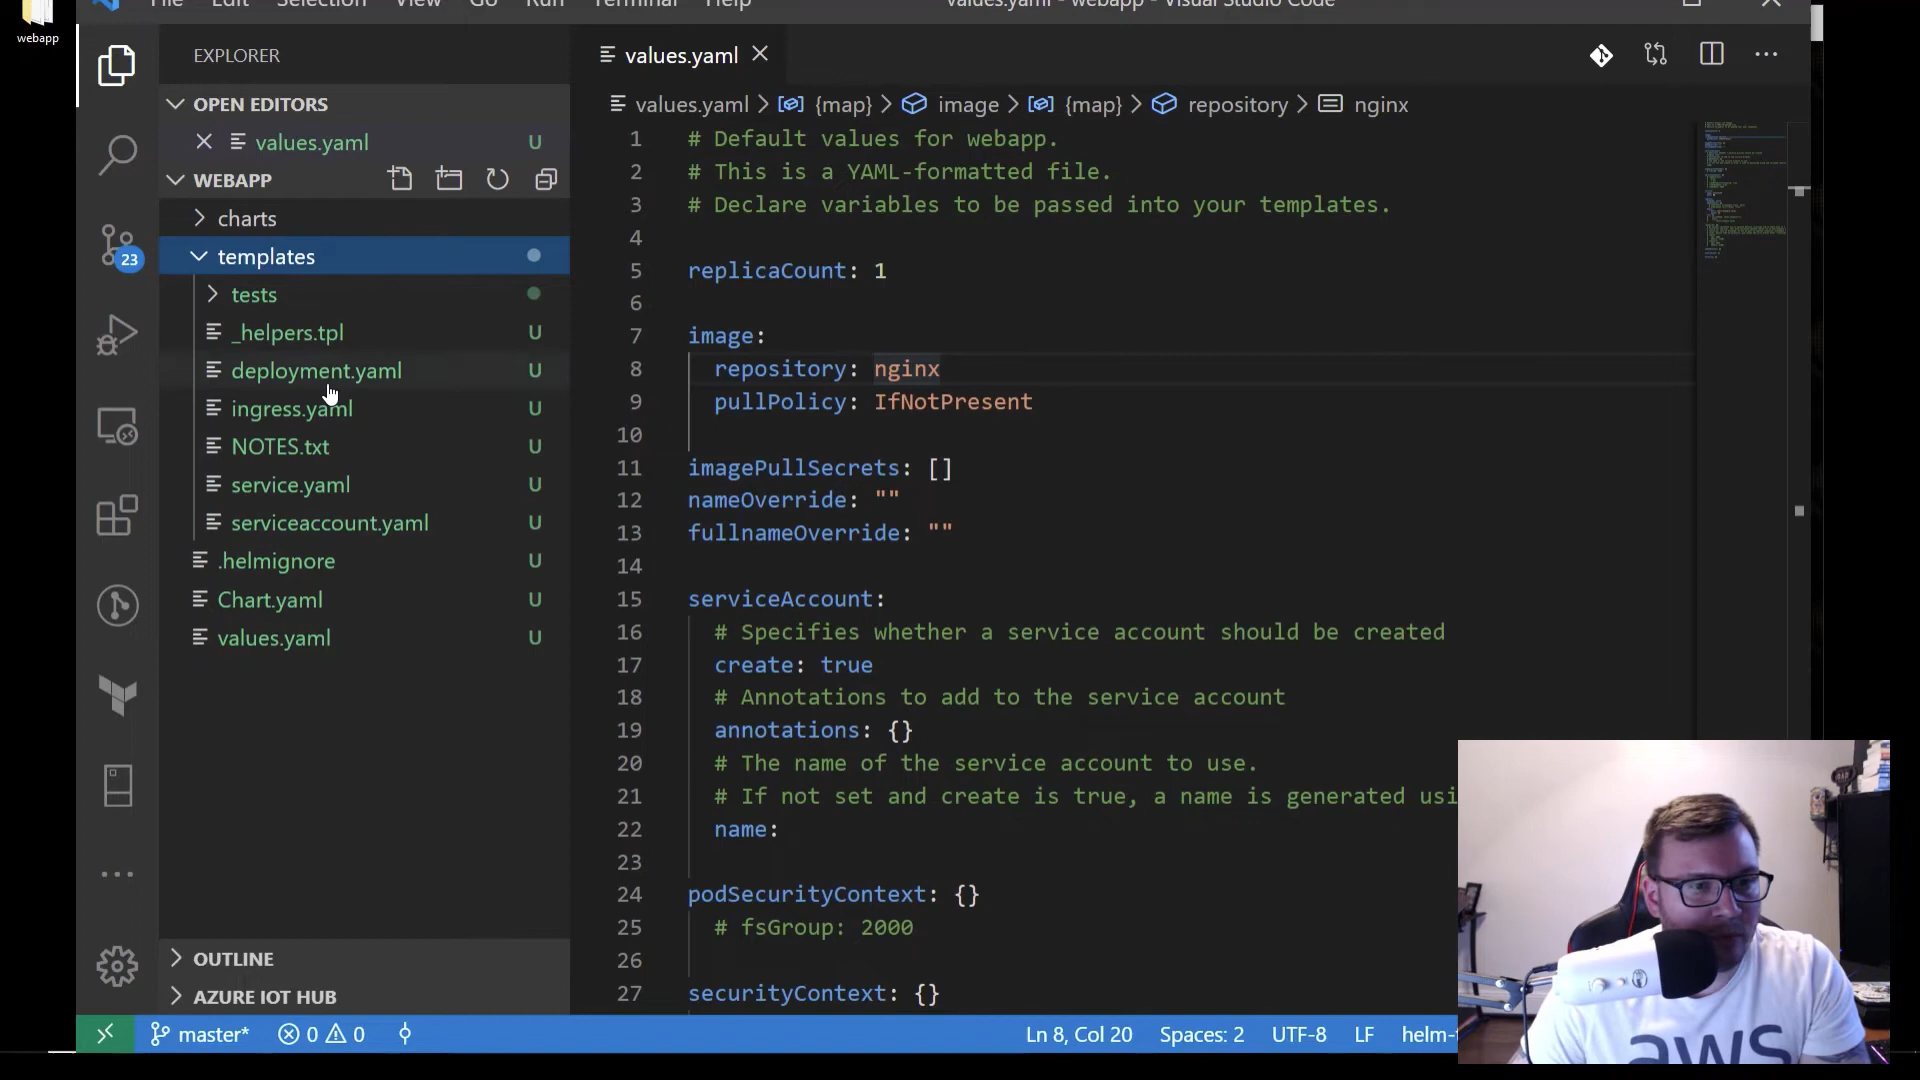 webapp
File Edit Selection View Go Run Terminal Help
values.yaml - webapp - Visual Studio Code
EXPLORER
OPEN EDITORS
values.yaml U
WEBAPP
charts
templates
tests
_helpers.tpl U
deployment.yaml U
ingress.yaml U
NOTES.txt U
service.yaml U
serviceaccount.yaml U
.helmignore U
Chart.yaml U
values.yaml U
OUTLINE
AZURE IOT HUB
23
values.yaml
values.yaml > {map} > image > {map} > repository > nginx
1 # Default values for webapp.
2 # This is a YAML-formatted file.
3 # Declare variables to be passed into your templates.
4
5 replicaCount: 1
6
7 image:
8 repository: nginx
9 pullPolicy: IfNotPresent
10
11 imagePullSecrets: []
12 nameOverride: ""
13 fullnameOverride: ""
14
15 serviceAccount:
16 # Specifies whether a service account should be created
17 create: true
18 # Annotations to add to the service account
19 annotations: {}
20 # The name of the service account to use.
21 # If not set and create is true, a name is generated usi
22 name:
23
24 podSecurityContext: {}
25 # fsGroup: 2000
26
27 securityContext: {}
master* 0 0 Ln 8, Col 20 Spaces: 2 UTF-8 LF helm-
aws